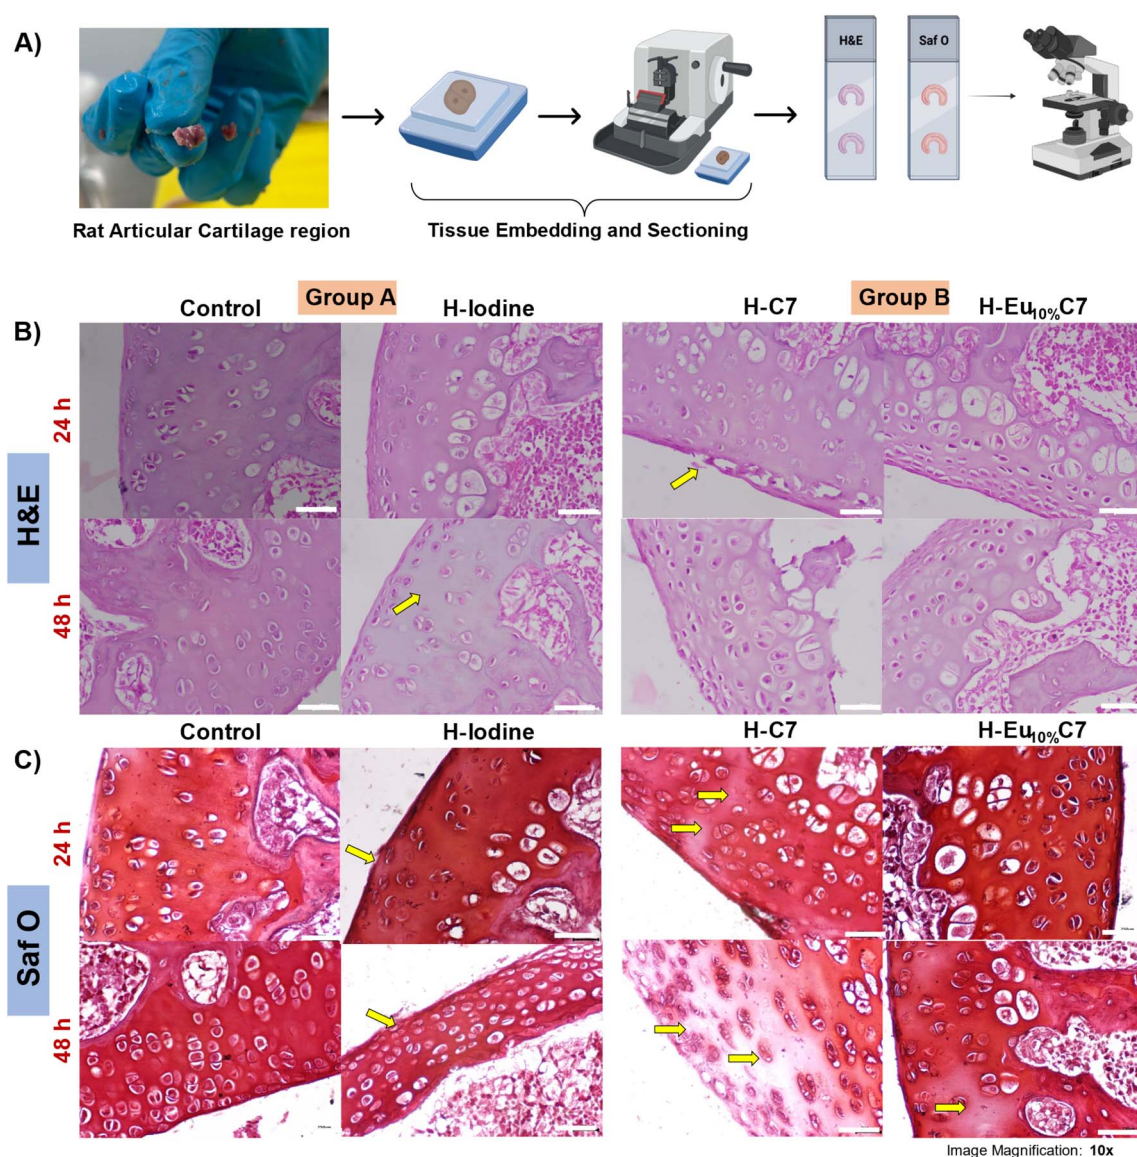 A)
H&E
Saf O
Rat Articular Cartilage region
Tissue Embedding and Sectioning
Group A
Group B
Control
H-Iodine
H-C7
H-Eu10%C7
B)
24 h
H&E
48 h
Control
H-Iodine
H-C7
H-Eu10%C7
C)
24 h
Saf O
48 h
Image Magnification: 10x